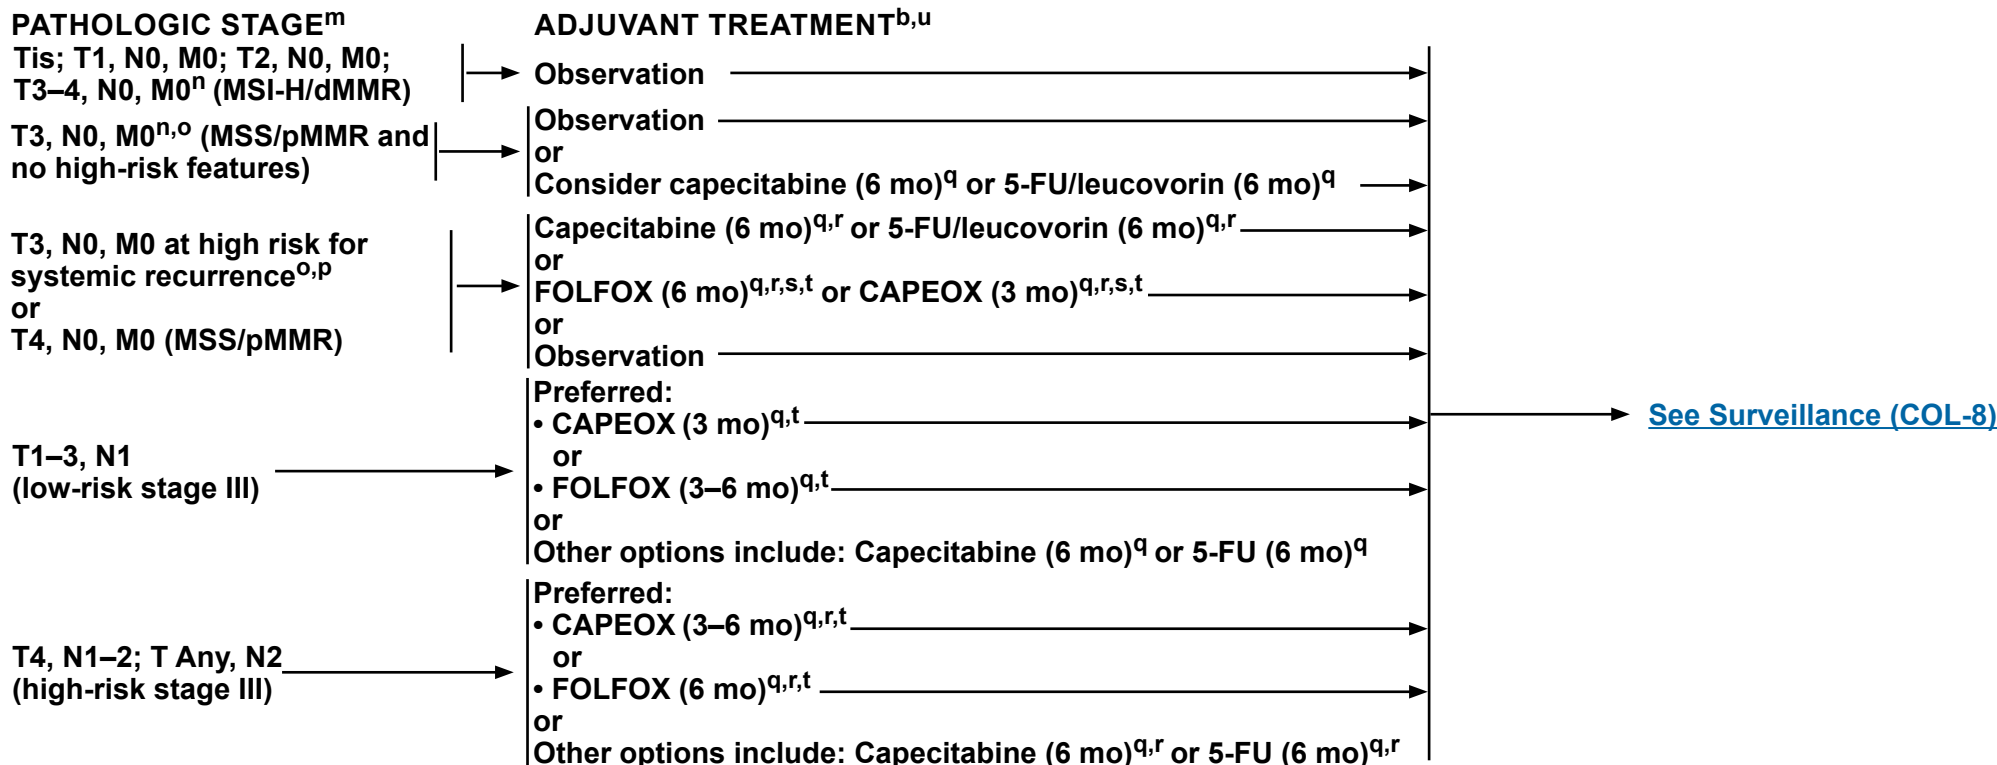 PATHOLOGIC STAGEm
Tis; T1, N0, M0; T2, N0, M0;
T3–4, N0, M0n (MSI-H/dMMR)
T3, N0, M0n,o (MSS/pMMR and
no high-risk features)
T3, N0, M0 at high risk for
systemic recurrenceo,p
or
T4, N0, M0 (MSS/pMMR)
T1–3, N1
(low-risk stage III)
T4, N1–2; T Any, N2
(high-risk stage III)
ADJUVANT TREATMENTb,u
Observation
Observation
or
Consider capecitabine (6 mo)q or 5-FU/leucovorin (6 mo)q
Capecitabine (6 mo)q,r or 5-FU/leucovorin (6 mo)q,r
or
FOLFOX (6 mo)q,r,s,t or CAPEOX (3 mo)q,r,s,t
or
Observation
Preferred:
• CAPEOX (3 mo)q,t
or
• FOLFOX (3–6 mo)q,t
or
Other options include: Capecitabine (6 mo)q or 5-FU (6 mo)q
Preferred:
• CAPEOX (3–6 mo)q,r,t
or
• FOLFOX (6 mo)q,r,t
or
Other options include: Capecitabine (6 mo)q,r or 5-FU (6 mo)q,r
See Surveillance (COL-8)